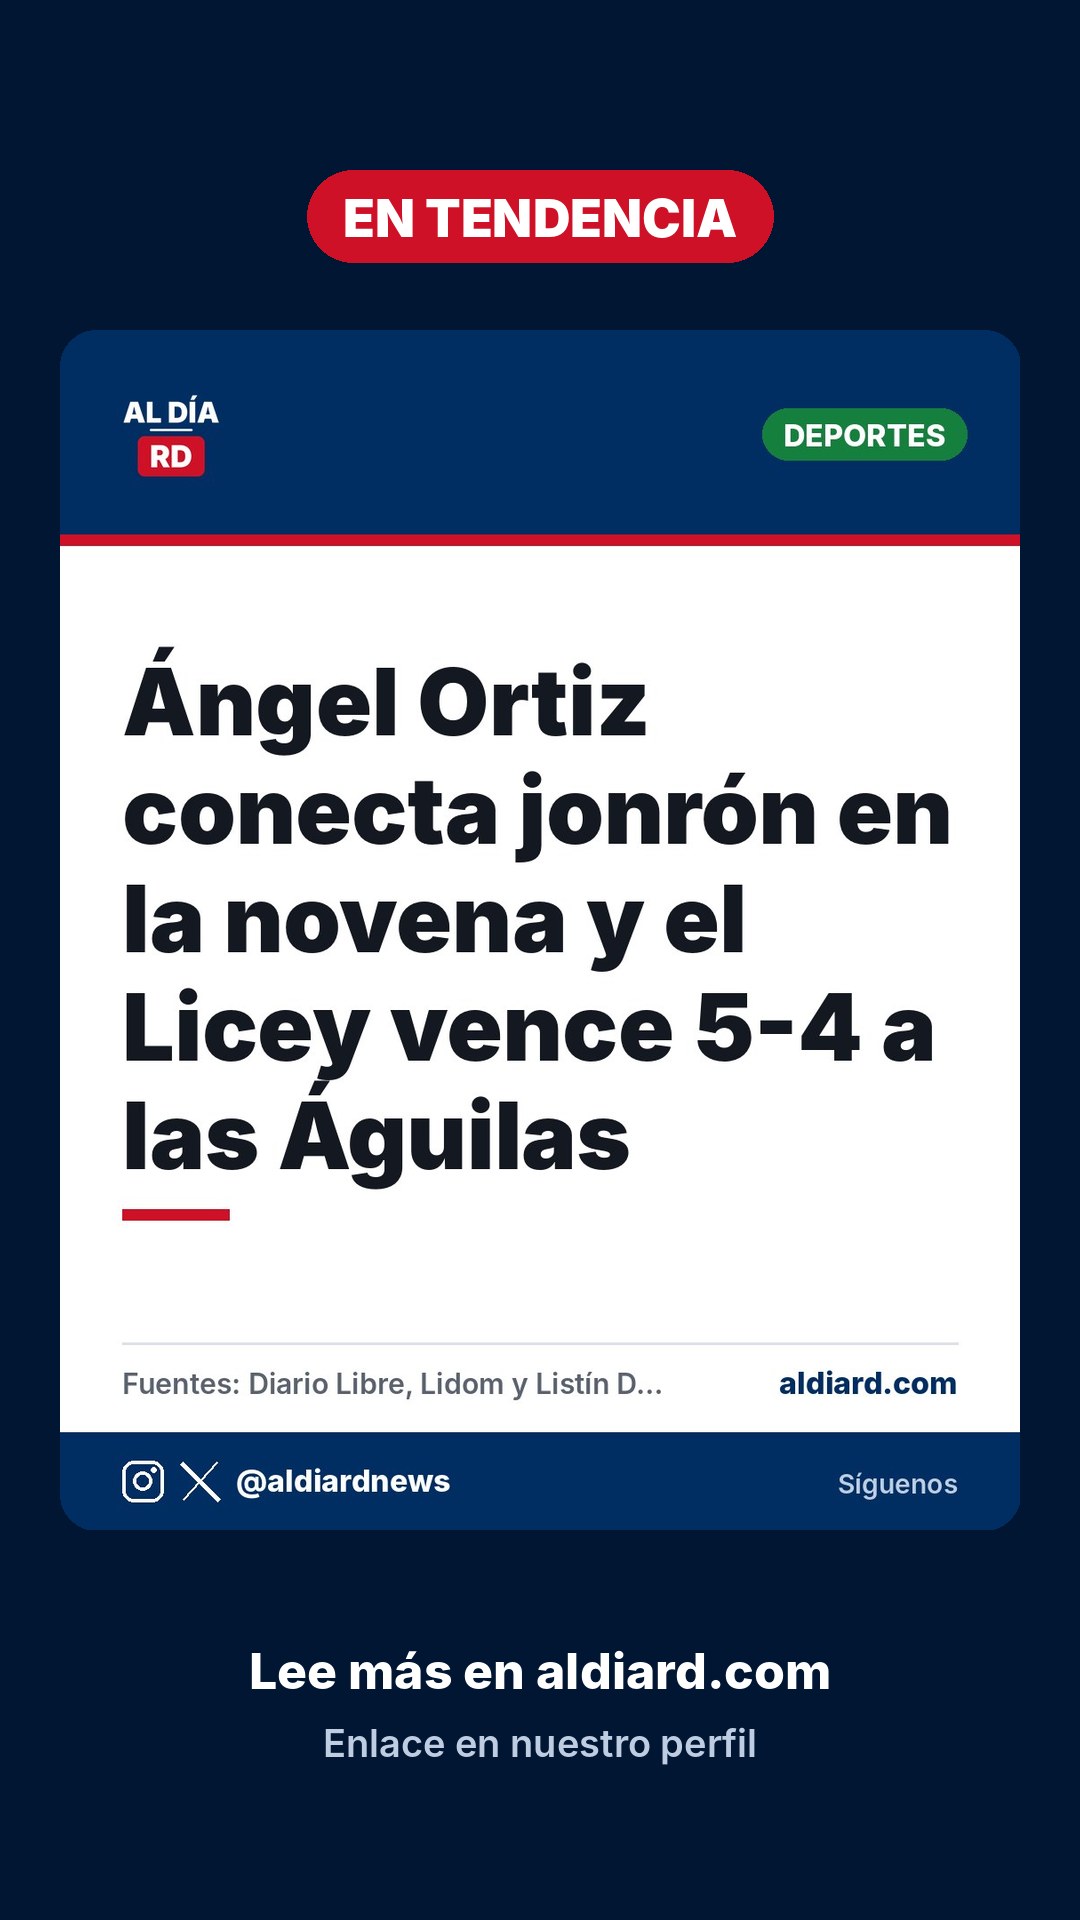 EN TENDENCIA
AL DÍA
RD
DEPORTES
Ángel Ortiz
conecta jonrón en
la novena y el
Licey vence 5-4 a
las Águilas
Fuentes: Diario Libre, Lidom y Listín D...
aldiard.com
@aldiardnews
Síguenos
Lee más en aldiard.com
Enlace en nuestro perfil